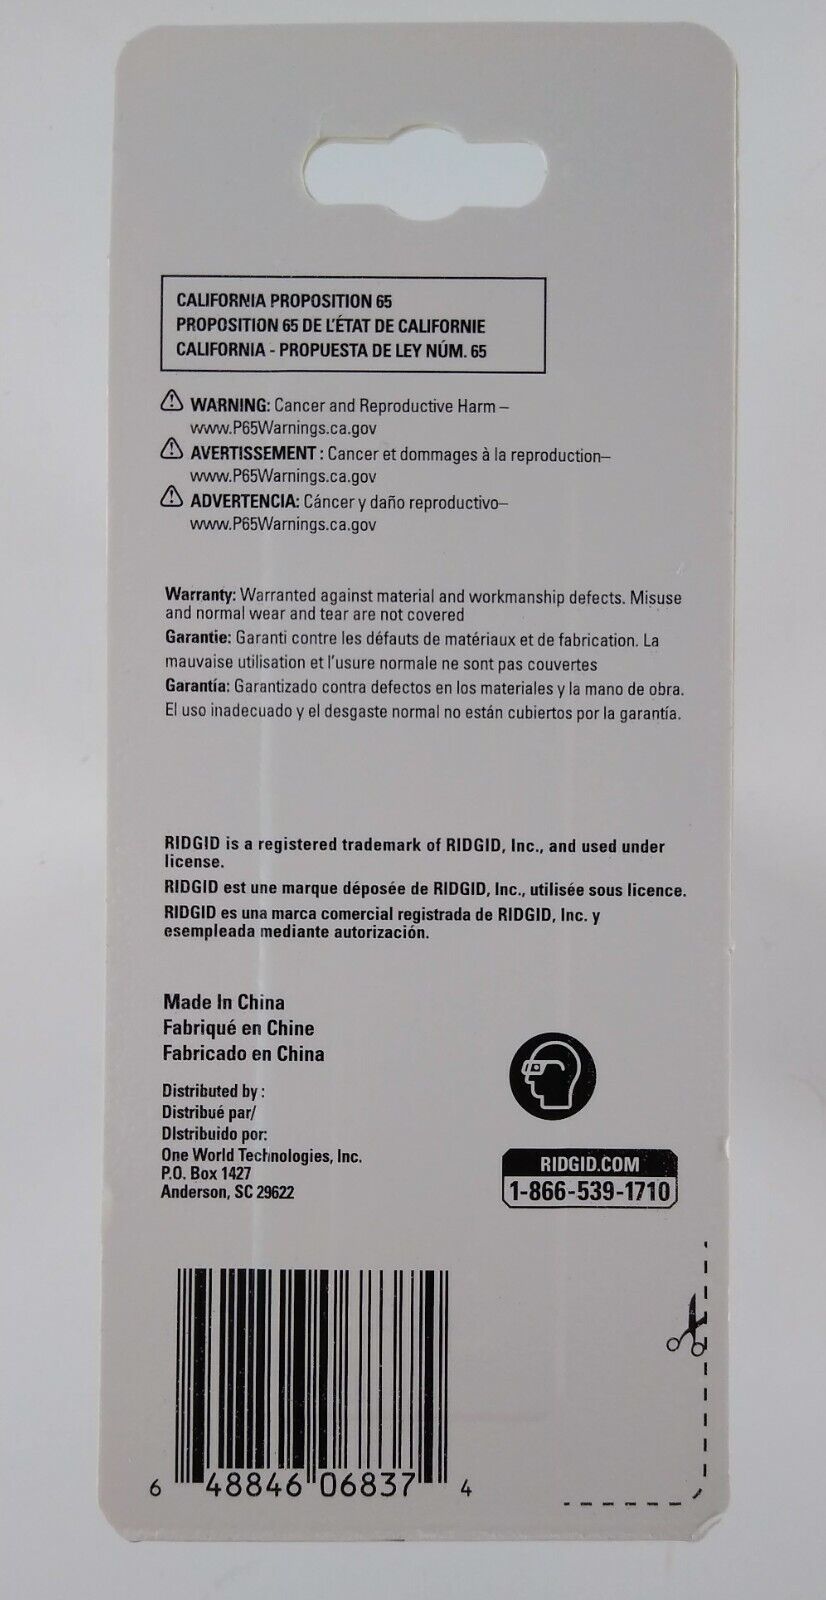 CALIFORNIA PROPOSITION 65
PROPOSITION 65 DE L'ÉTAT DE CALIFORNIE
CALIFORNIA - PROPUESTA DE LEY NÚM. 65
WARNING: Cancer and Reproductive Harm –
www.P65Warnings.ca.gov
AVERTISSEMENT : Cancer et dommages à la reproduction–
www.P65Warnings.ca.gov
ADVERTENCIA: Cáncer y daño reproductivo–
www.P65Warnings.ca.gov
Warranty: Warranted against material and workmanship defects. Misuse
and normal wear and tear are not covered
Garantie: Garanti contre les défauts de matériaux et de fabrication. La
mauvaise utilisation et l'usure normale ne sont pas couvertes
Garantía: Garantizado contra defectos en los materiales y la mano de obra.
El uso inadecuado y el desgaste normal no están cubiertos por la garantía.
RIDGID is a registered trademark of RIDGID, Inc., and used under
license.
RIDGID est une marque déposée de RIDGID, Inc., utilisée sous licence.
RIDGID es una marca comercial registrada de RIDGID, Inc. y
esempleada mediante autorización.
Made In China
Fabriqué en Chine
Fabricado en China
Distributed by :
Distribué par/
DIstribuido por:
One World Technologies, Inc.
P.O. Box 1427
Anderson, SC 29622
RIDGID.COM
1-866-539-1710
6 48846 06837 4